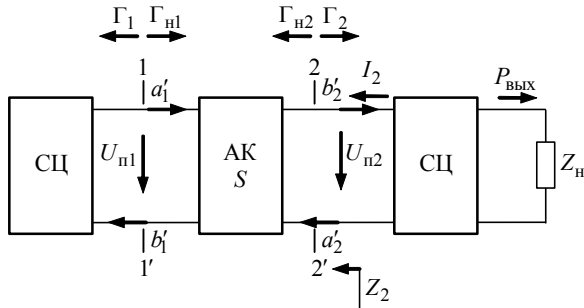 Γ₁ Γн1 Γн2 Γ₂
1 a′₁ 2 b′₂ I₂ Pвых
СЦ Uп1 АК S Uп2 СЦ Zн
b′₁ a′₂
1′ 2′ Z₂